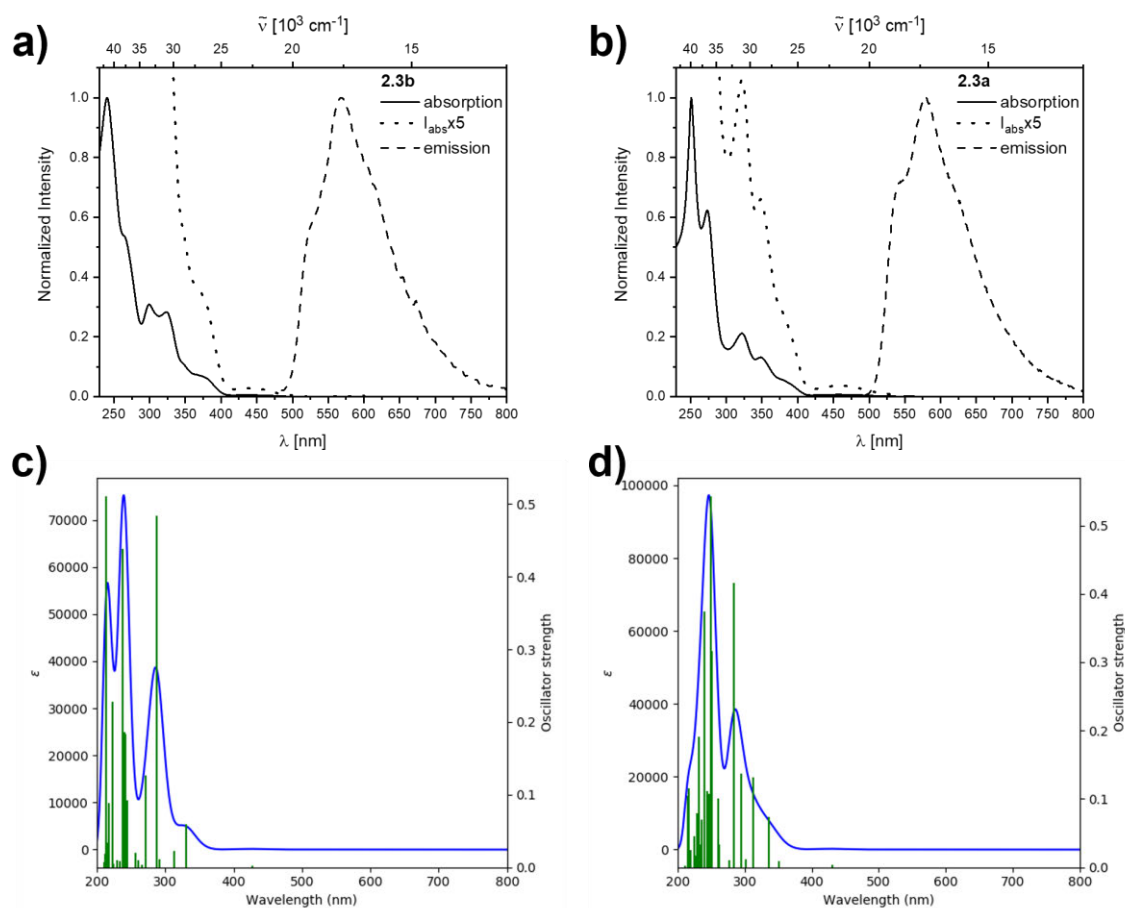 a)
ṽ [10³ cm⁻¹]
40 35 30 25 20 15
2.3b
absorption
I_abs x5
emission
Normalized Intensity
1.0
0.8
0.6
0.4
0.2
0.0
250 300 350 400 450 500 550 600 650 700 750 800
λ [nm]
b)
ṽ [10³ cm⁻¹]
40 35 30 25 20 15
2.3a
absorption
I_abs x5
emission
Normalized Intensity
1.0
0.8
0.6
0.4
0.2
0.0
250 300 350 400 450 500 550 600 650 700 750 800
λ [nm]
c)
ε
70000
60000
50000
40000
30000
20000
10000
0
Oscillator strength
0.5
0.4
0.3
0.2
0.1
0.0
200 300 400 500 600 700 800
Wavelength (nm)
d)
ε
100000
80000
60000
40000
20000
0
Oscillator strength
0.5
0.4
0.3
0.2
0.1
0.0
200 300 400 500 600 700 800
Wavelength (nm)